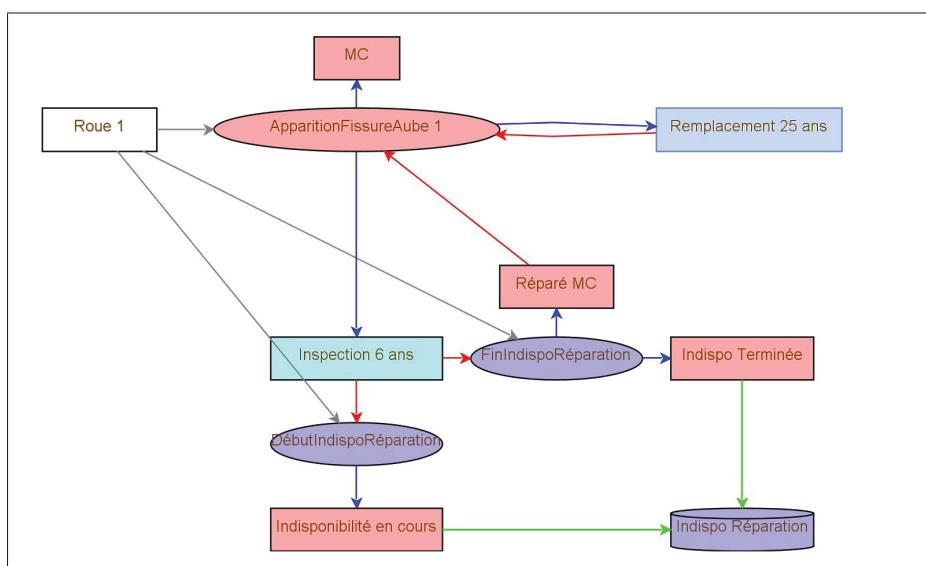 MC
Roue 1
ApparitionFissureAube 1
Remplacement 25 ans
Réparé MC
Inspection 6 ans
FinIndispoRéparation
Indispo Terminée
DébutIndispoRéparation
Indisponibilité en cours
Indispo Réparation